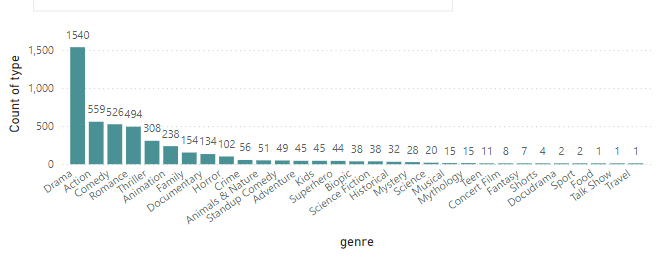 1540
1,500
559
526
494
308
238
154
134
102
56
51
49
45
45
44
38
38
32
28
20
15
15
11
8
7
4
2
2
1
1
1
1,000
500
0
Count of type
Drama
Action
Comedy
Romance
Thriller
Animation
Family
Documentary
Horror
Crime
Animals & Nature
Standup Comedy
Adventure
Kids
Superhero
Biopic
Science Fiction
Historical
Mystery
Science
Musical
Mythology
Teen
Concert Film
Fantasy
Shorts
Docudrama
Sport
Food
Talk Show
Travel
genre